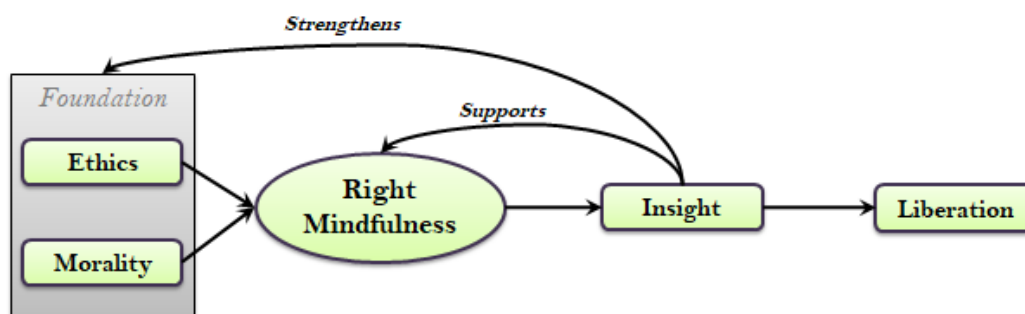 Strengthens
Foundation
Supports
Ethics
Right
Mindfulness
Insight
Liberation
Morality